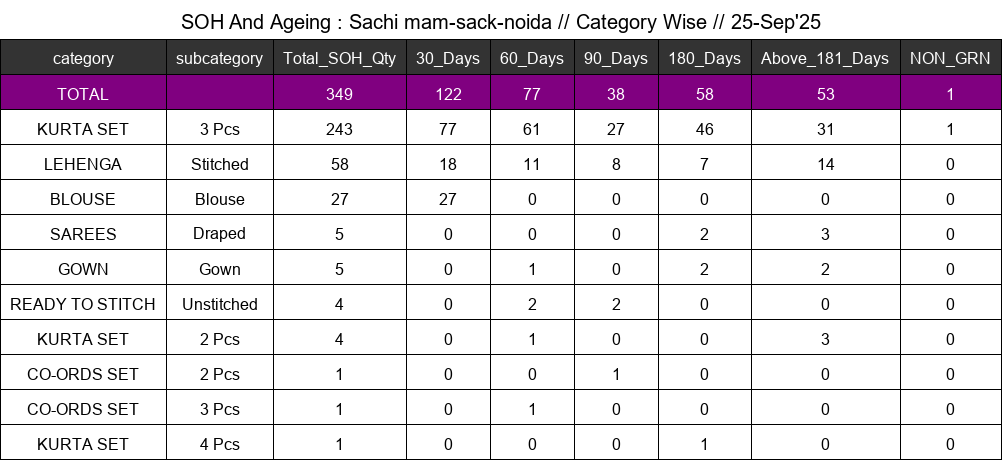 SOH And Ageing : Sachi mam-sack-noida // Category Wise // 25-Sep'25
category subcategory Total_SOH_Qty 30_Days 60_Days 90_Days 180_Days Above_181_Days NON_GRN
TOTAL 349 122 77 38 58 53 1
KURTA SET 3 Pcs 243 77 61 27 46 31 1
LEHENGA Stitched 58 18 11 8 7 14 0
BLOUSE Blouse 27 27 0 0 0 0 0
SAREES Draped 5 0 0 0 2 3 0
GOWN Gown 5 0 1 0 2 2 0
READY TO STITCH Unstitched 4 0 2 2 0 0 0
KURTA SET 2 Pcs 4 0 1 0 0 3 0
CO-ORDS SET 2 Pcs 1 0 0 1 0 0 0
CO-ORDS SET 3 Pcs 1 0 1 0 0 0 0
KURTA SET 4 Pcs 1 0 0 0 1 0 0